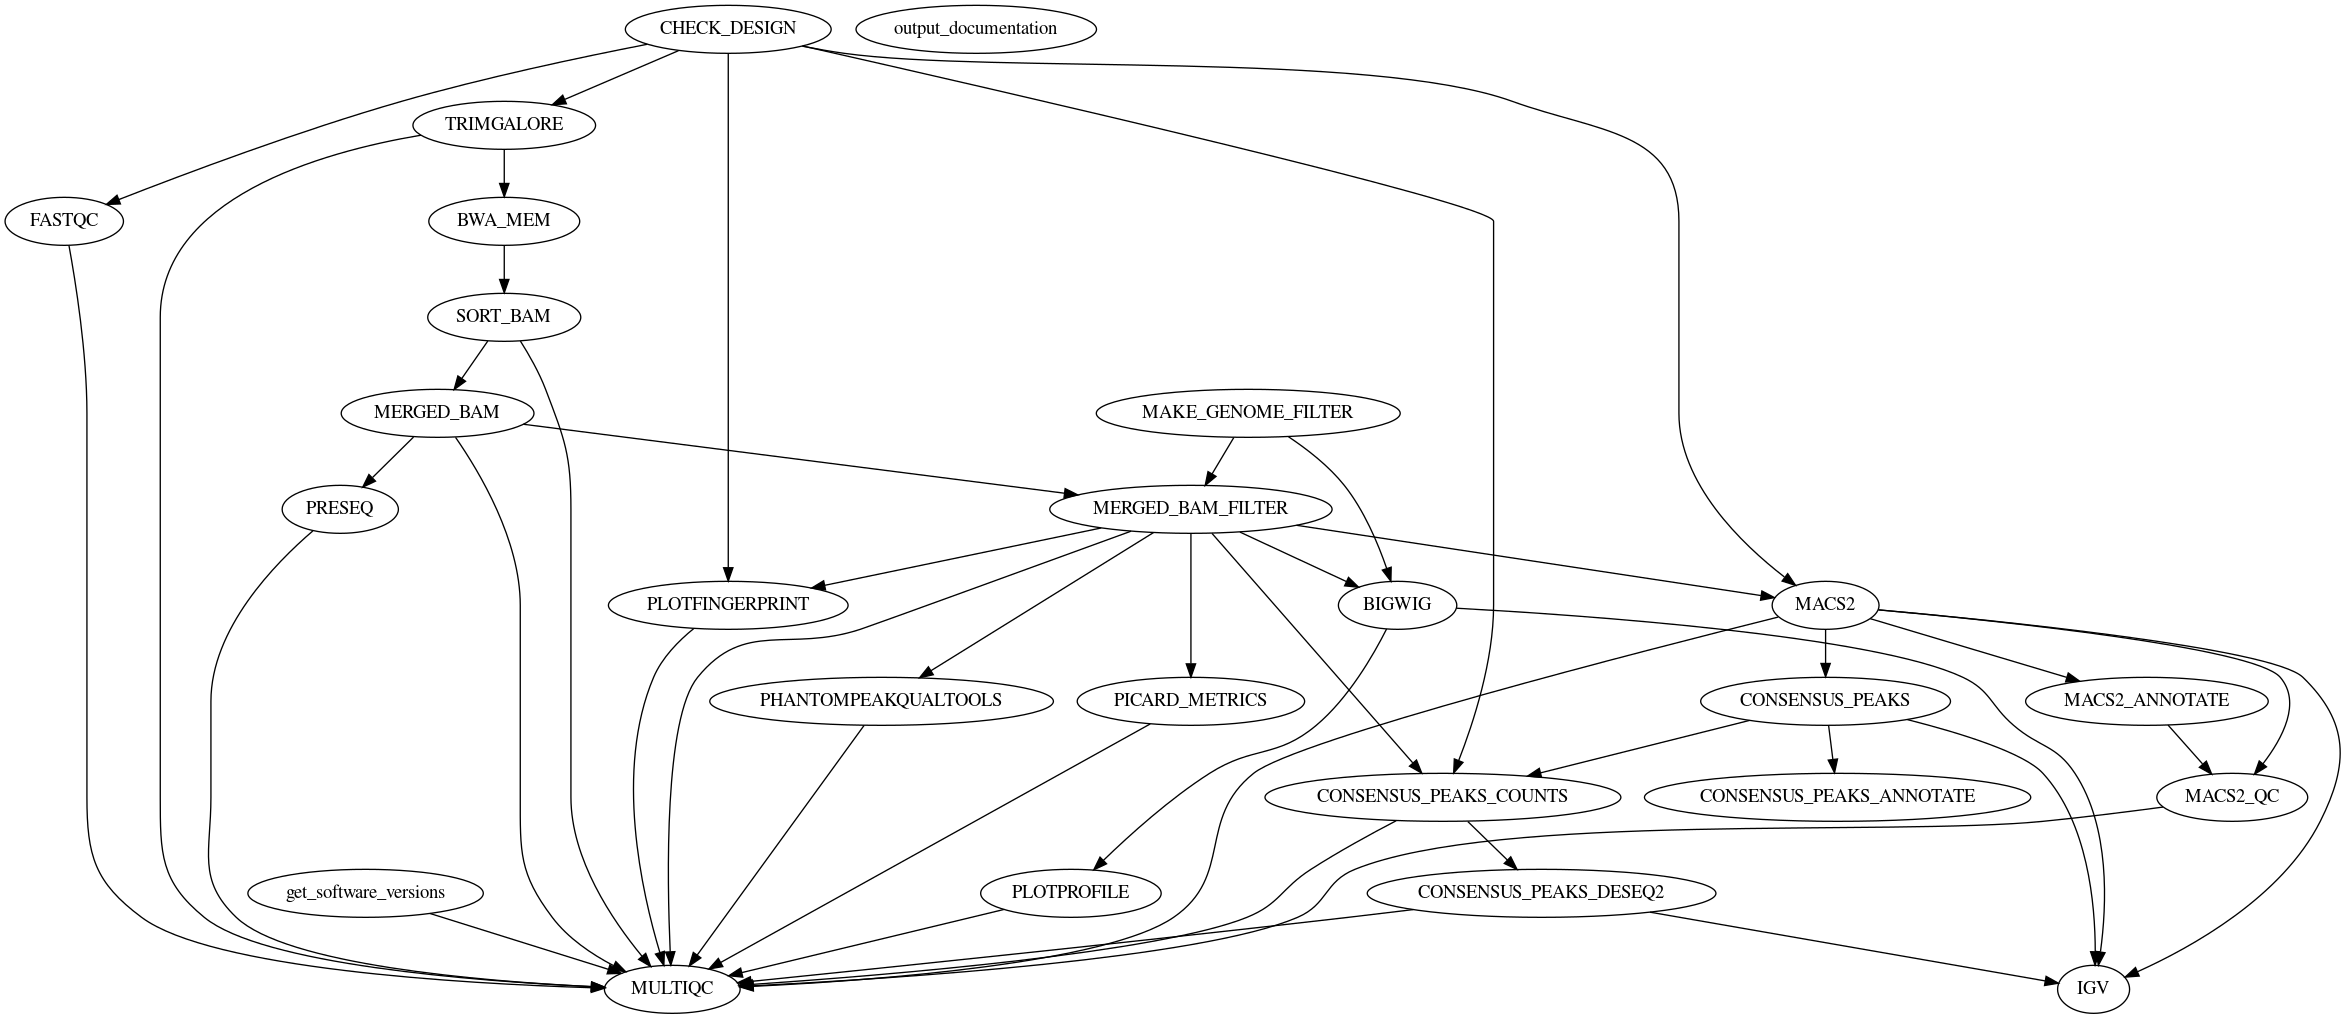 CHECK_DESIGN
output_documentation
TRIMGALORE
FASTQC
BWA_MEM
SORT_BAM
MERGED_BAM
MAKE_GENOME_FILTER
PRESEQ
MERGED_BAM_FILTER
PLOTFINGERPRINT
BIGWIG
MACS2
PHANTOMPEAKQUALTOOLS
PICARD_METRICS
CONSENSUS_PEAKS
MACS2_ANNOTATE
CONSENSUS_PEAKS_COUNTS
CONSENSUS_PEAKS_ANNOTATE
MACS2_QC
get_software_versions
PLOTPROFILE
CONSENSUS_PEAKS_DESEQ2
MULTIQC
IGV